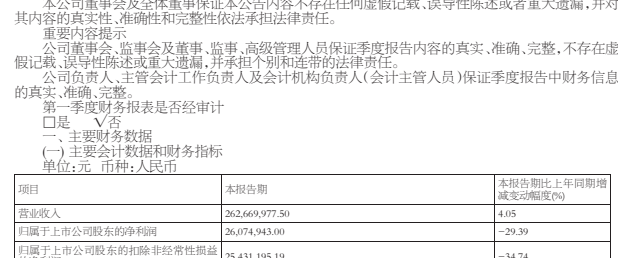 本公司董事会及全体董事保证本公告内容不存在任何虚假记载、误导性陈述或者重大遗漏,并对
其内容的真实性、准确性和完整性依法承担法律责任。
重要内容提示
公司董事会、监事会及董事、监事、高级管理人员保证季度报告内容的真实、准确、完整,不存在虚
假记载、误导性陈述或重大遗漏,并承担个别和连带的法律责任。
公司负责人、主管会计工作负责人及会计机构负责人(会计主管人员)保证季度报告中财务信息
的真实、准确、完整。
第一季度财务报表是否经审计
□是 √否
一、主要财务数据
(一) 主要会计数据和财务指标
单位:元 币种:人民币
项目 本报告期 本报告期比上年同期增
减变动幅度(%)
营业收入 262,669,977.50 4.05
归属于上市公司股东的净利润 26,074,943.00 -29.39
归属于上市公司股东的扣除非经常性损益
25,431,195.19 -34.74